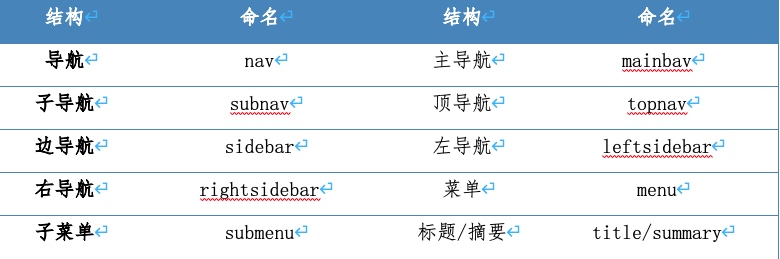 结构 命名 结构 命名
导航 nav 主导航 mainbav
子导航 subnav 顶导航 topnav
边导航 sidebar 左导航 leftsidebar
右导航 rightsidebar 菜单 menu
子菜单 submenu 标题/摘要 title/summary